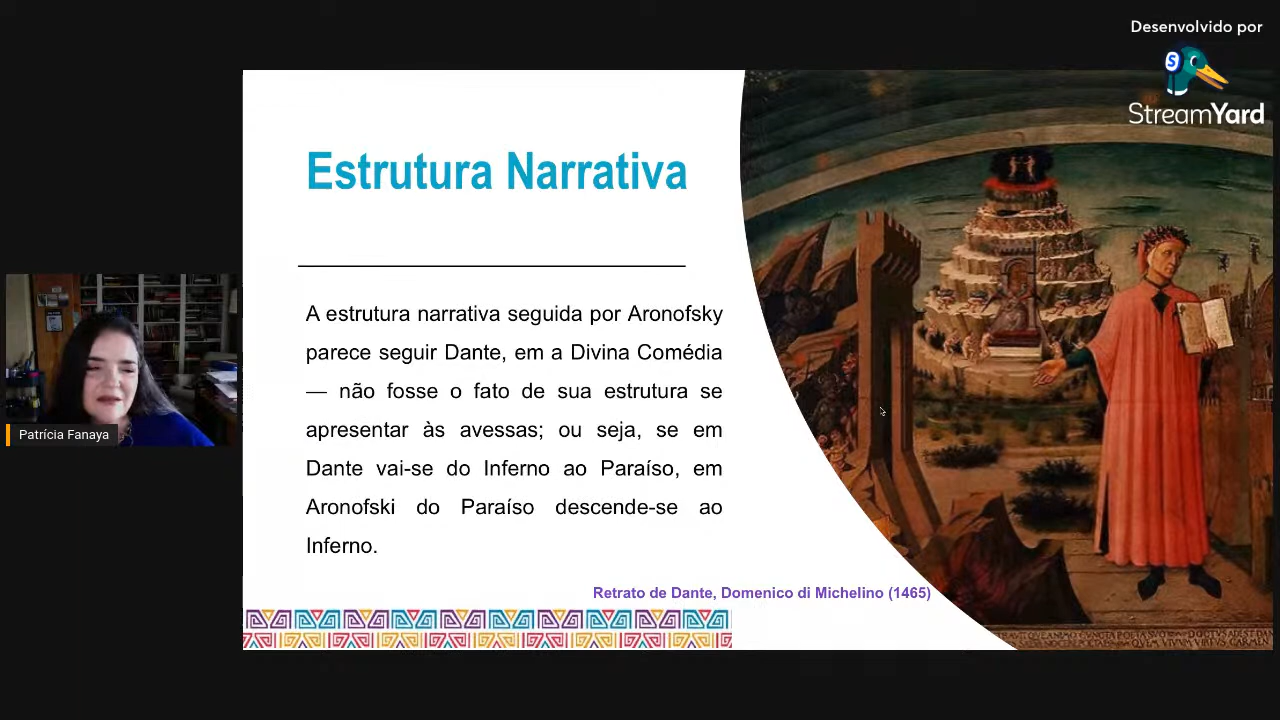 Desenvolvido por
StreamYard
Estrutura Narrativa
A estrutura narrativa seguida por Aronofsky
parece seguir Dante, em a Divina Comédia
— não fosse o fato de sua estrutura se
apresentar às avessas; ou seja, se em
Dante vai-se do Inferno ao Paraíso, em
Aronofski do Paraíso descende-se ao
Inferno.
Patrícia Fanaya
Retrato de Dante, Domenico di Michelino (1465)